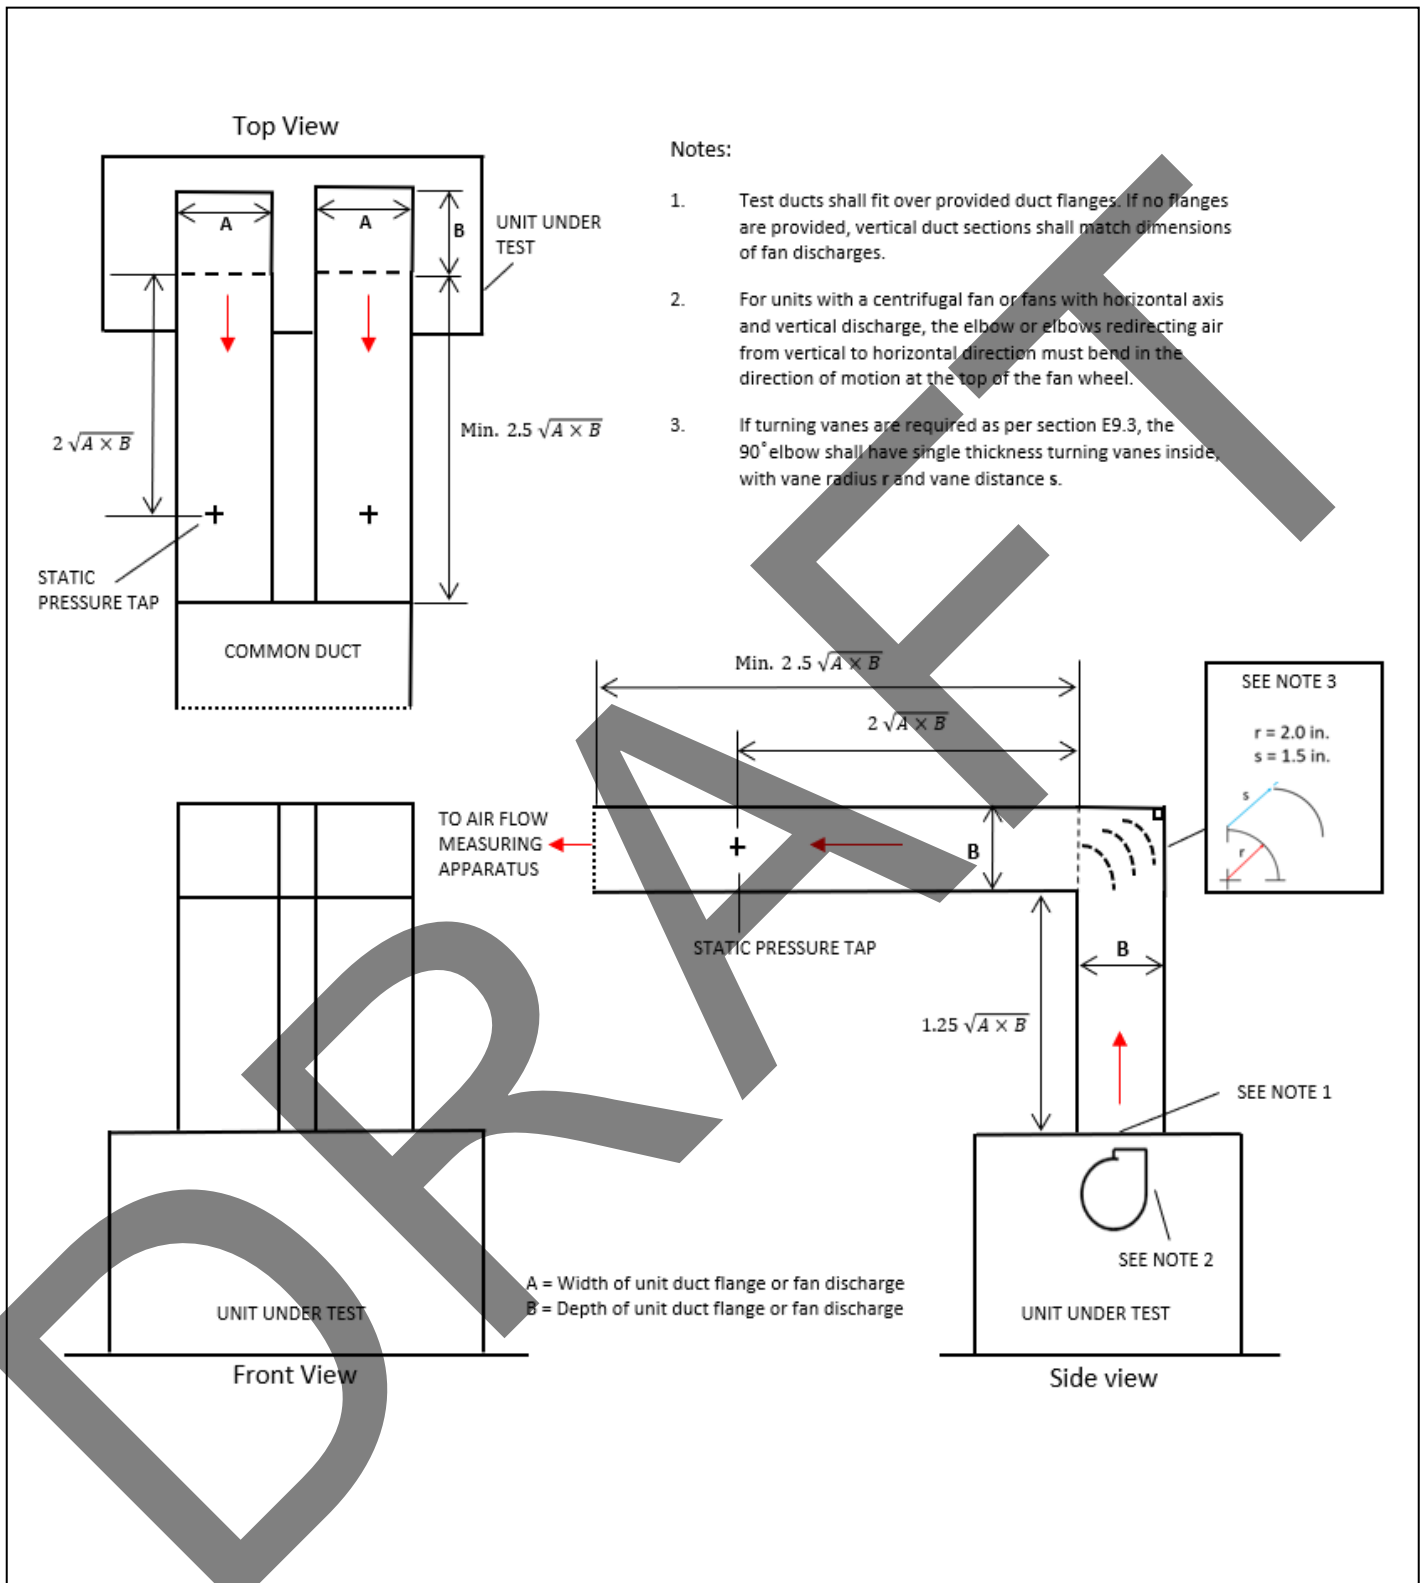 Top View
A
A
B
UNIT UNDER
TEST
2 √(A × B)
Min. 2.5 √(A × B)
STATIC
PRESSURE TAP
COMMON DUCT
Notes:
1. Test ducts shall fit over provided duct flanges. If no flanges
are provided, vertical duct sections shall match dimensions
of fan discharges.
2. For units with a centrifugal fan or fans with horizontal axis
and vertical discharge, the elbow or elbows redirecting air
from vertical to horizontal direction must bend in the
direction of motion at the top of the fan wheel.
3. If turning vanes are required as per section E9.3, the
90° elbow shall have single thickness turning vanes inside,
with vane radius r and vane distance s.
Min. 2.5 √(A × B)
2 √(A × B)
SEE NOTE 3
r = 2.0 in.
s = 1.5 in.
s
r
TO AIR FLOW
MEASURING
APPARATUS
B
STATIC PRESSURE TAP
B
1.25 √(A × B)
SEE NOTE 1
SEE NOTE 2
A = Width of unit duct flange or fan discharge
B = Depth of unit duct flange or fan discharge
UNIT UNDER TEST
Front View
UNIT UNDER TEST
Side view
DRAFT